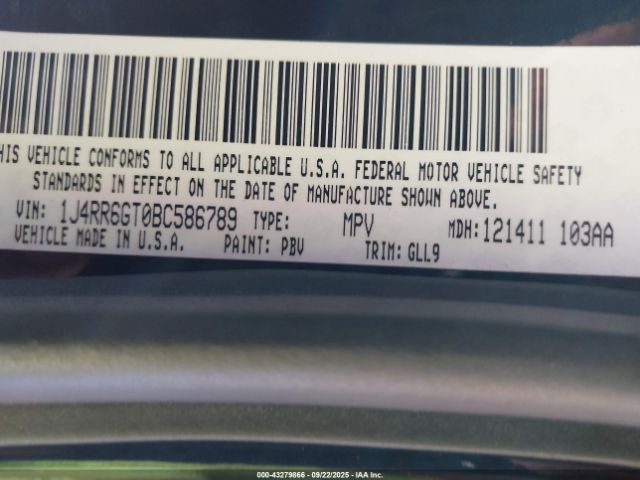 THIS VEHICLE CONFORMS TO ALL APPLICABLE U.S.A. FEDERAL MOTOR VEHICLE SAFETY
STANDARDS IN EFFECT ON THE DATE OF MANUFACTURE SHOWN ABOVE.
VIN: 1J4RR6GT0BC586789 TYPE: MPV MDH:121411 103AA
VEHICLE MADE IN U.S.A. PAINT: PBV TRIM: GLL9
000-43279866 - 09/22/2025 - IAA Inc.